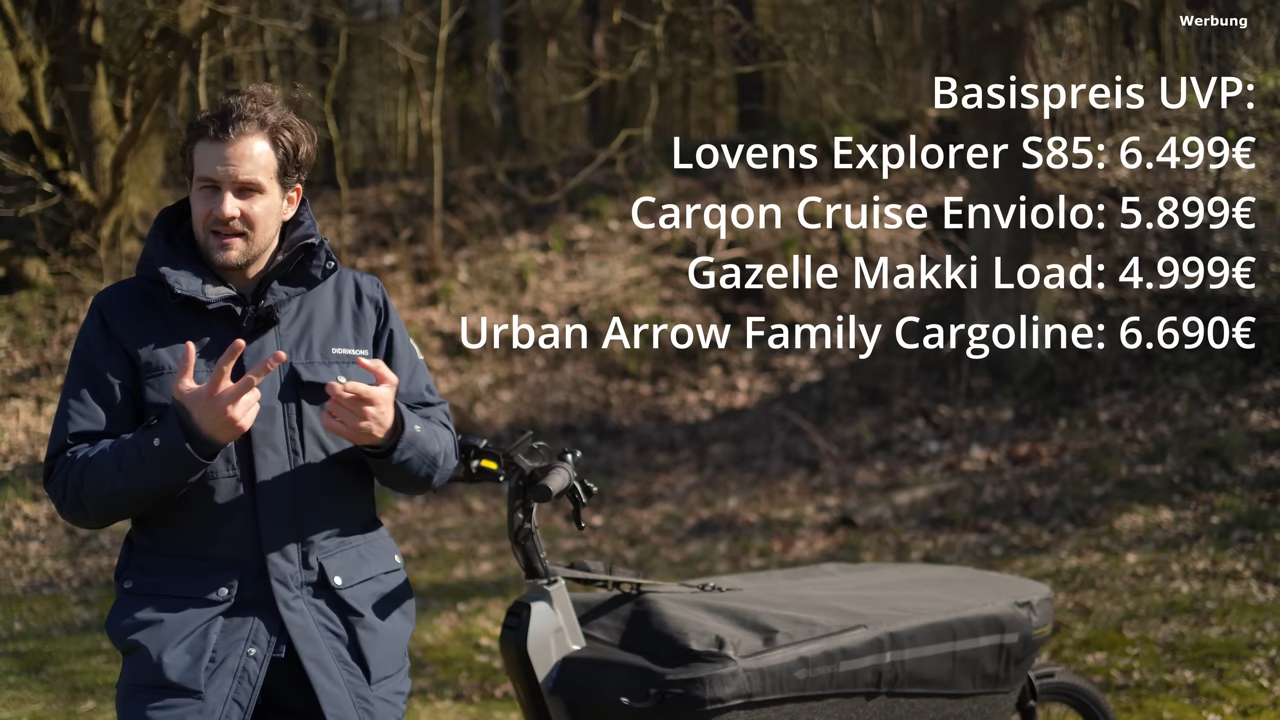 Werbung
Basispreis UVP:
Lovens Explorer S85: 6.499€
Carqon Cruise Enviolo: 5.899€
Gazelle Makki Load: 4.999€
Urban Arrow Family Cargoline: 6.690€
DIDRIKSONS